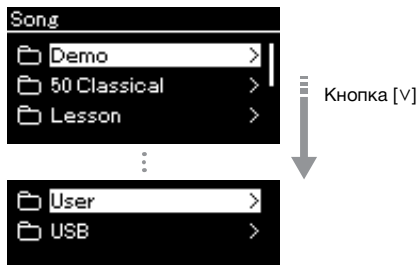 Song
Demo >
50 Classical >
Lesson >
Кнопка [∨]
User >
USB >